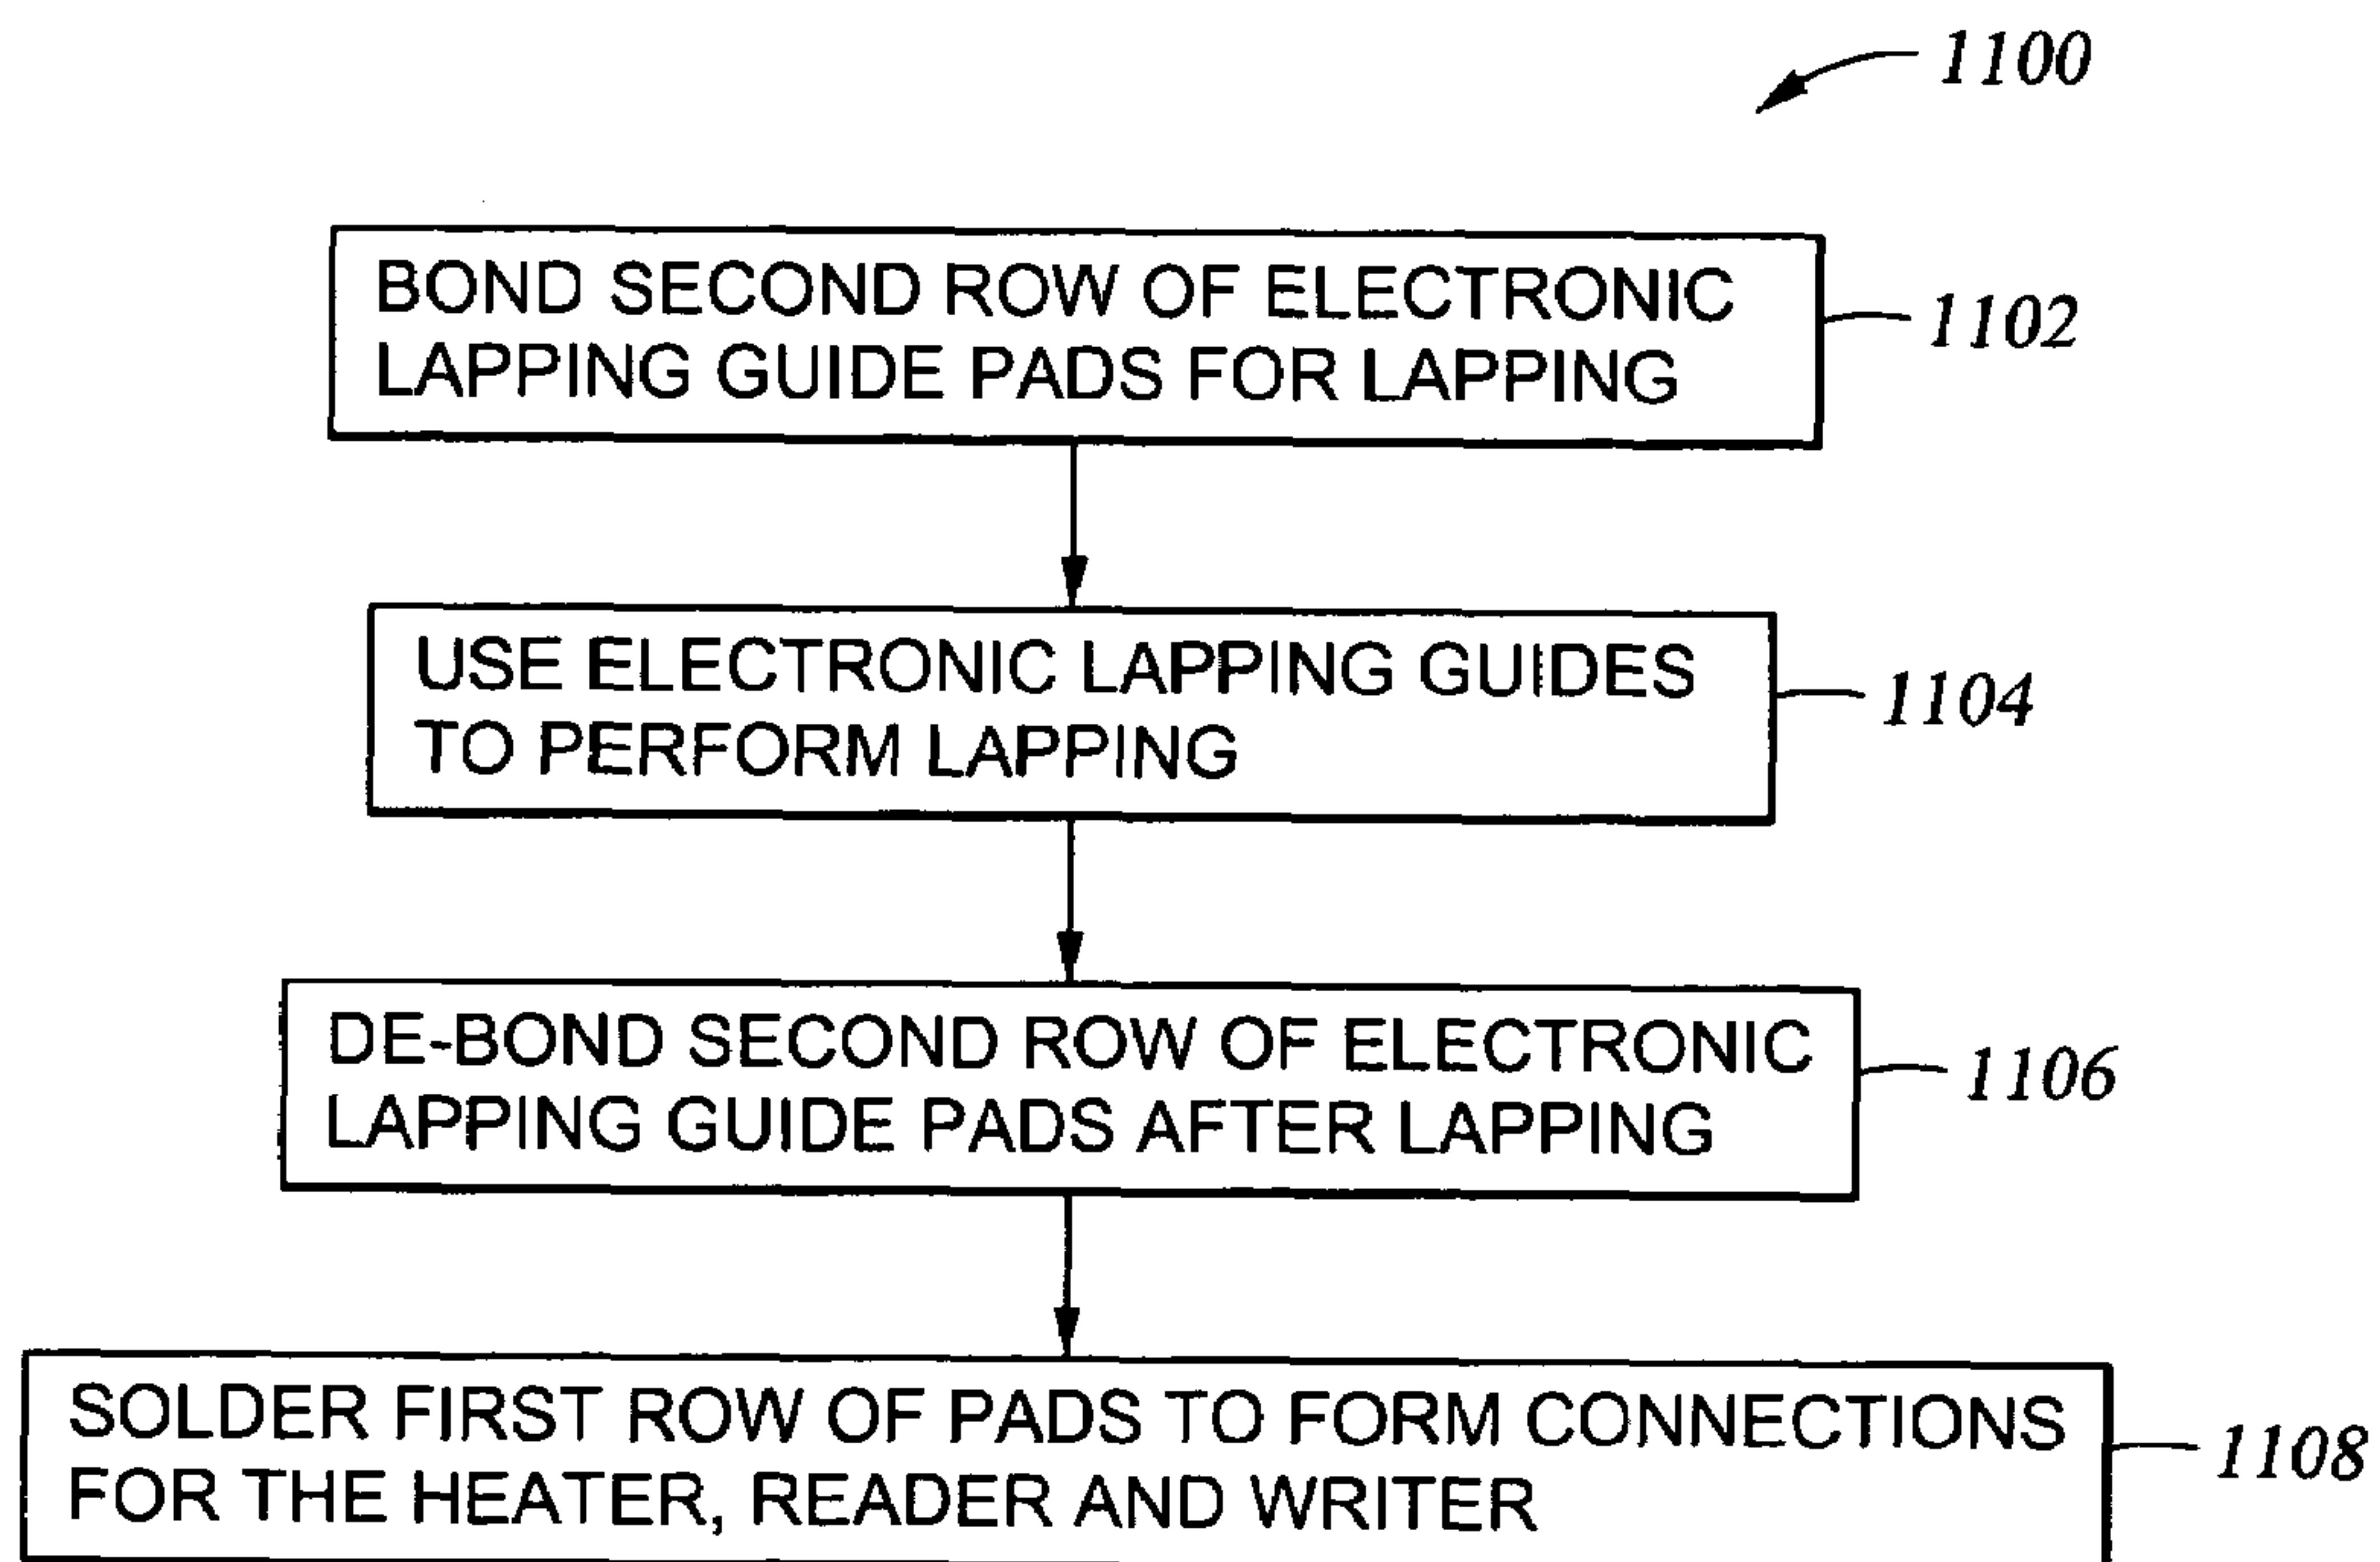 1100
BOND SECOND ROW OF ELECTRONIC
LAPPING GUIDE PADS FOR LAPPING
1102
USE ELECTRONIC LAPPING GUIDES
TO PERFORM LAPPING
1104
DE-BOND SECOND ROW OF ELECTRONIC
LAPPING GUIDE PADS AFTER LAPPING
1106
SOLDER FIRST ROW OF PADS TO FORM CONNECTIONS
FOR THE HEATER, READER AND WRITER
1108